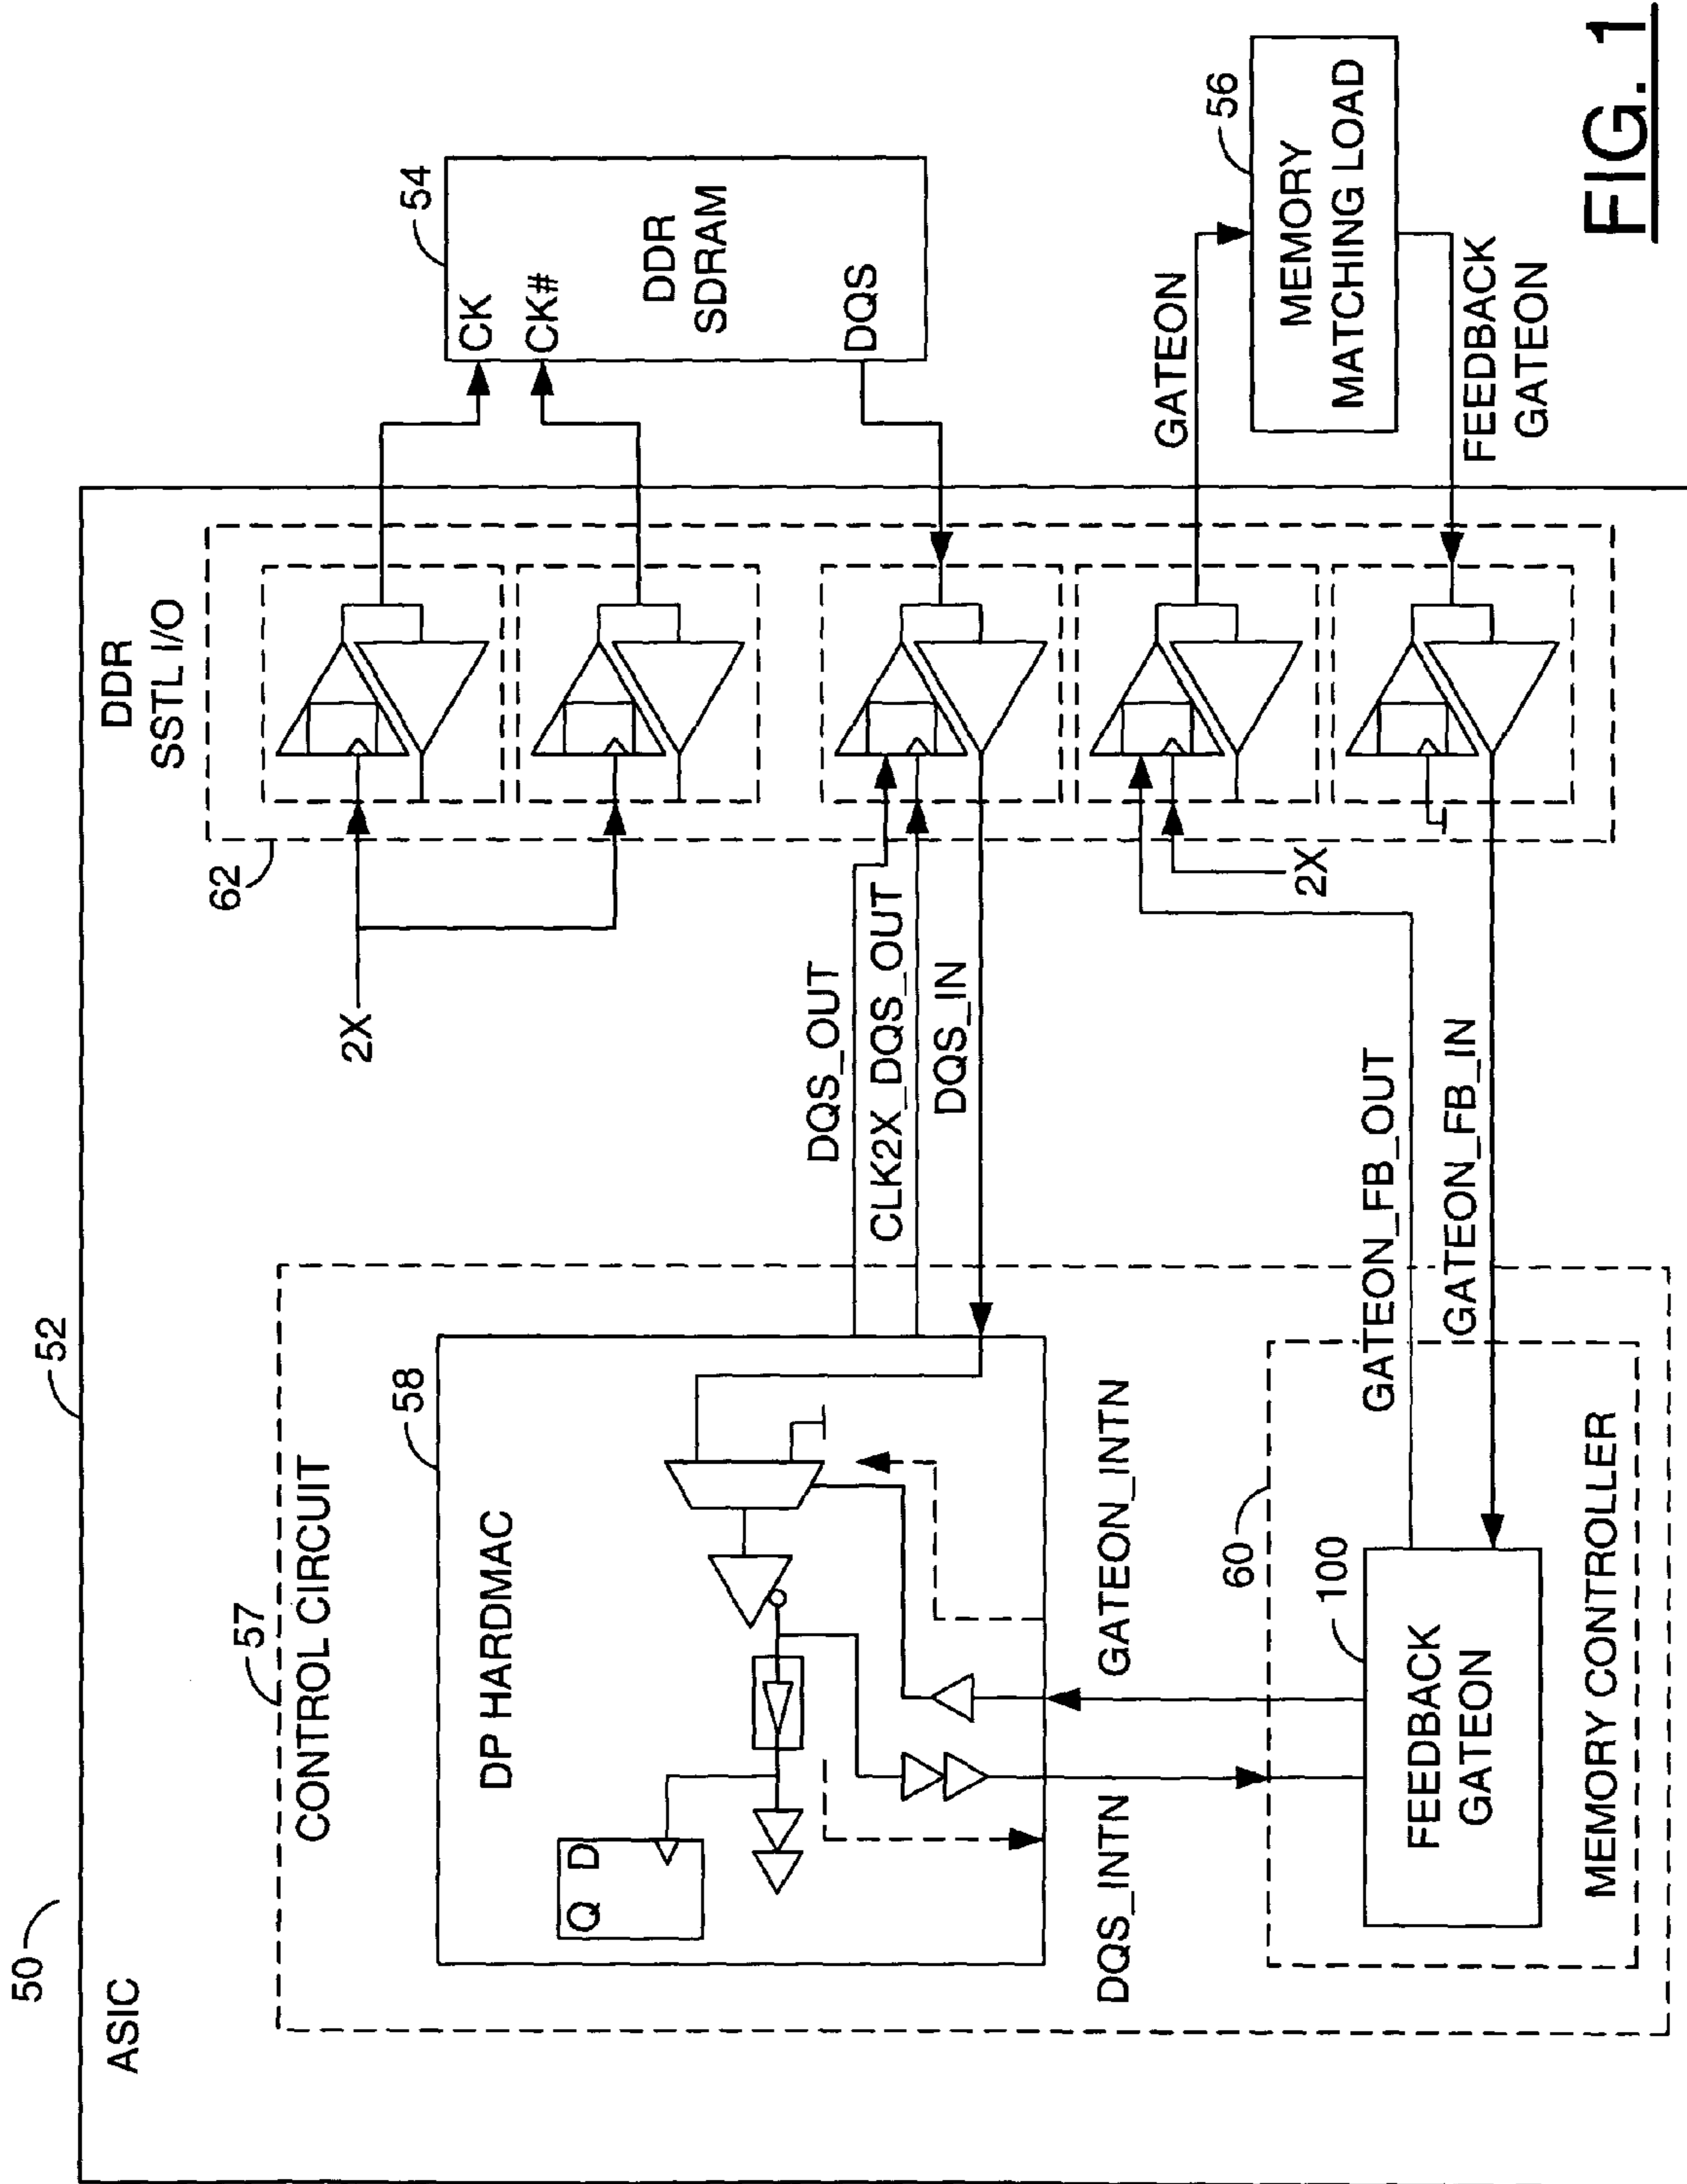 50
52
ASIC
57
CONTROL CIRCUIT
58
DP HARDMAC
Q D
DQS_INTN
GATEON_INTN
60
100
FEEDBACK
GATEON
MEMORY CONTROLLER
DDR
SSTL I/O
62
2X
DQS_OUT
CLK2X_DQS_OUT
DQS_IN
2X
GATEON_FB_OUT
GATEON_FB_IN
54
CK
CK#
DDR
SDRAM
DQS
GATEON
56
MEMORY
MATCHING LOAD
FEEDBACK
GATEON
FIG. 1